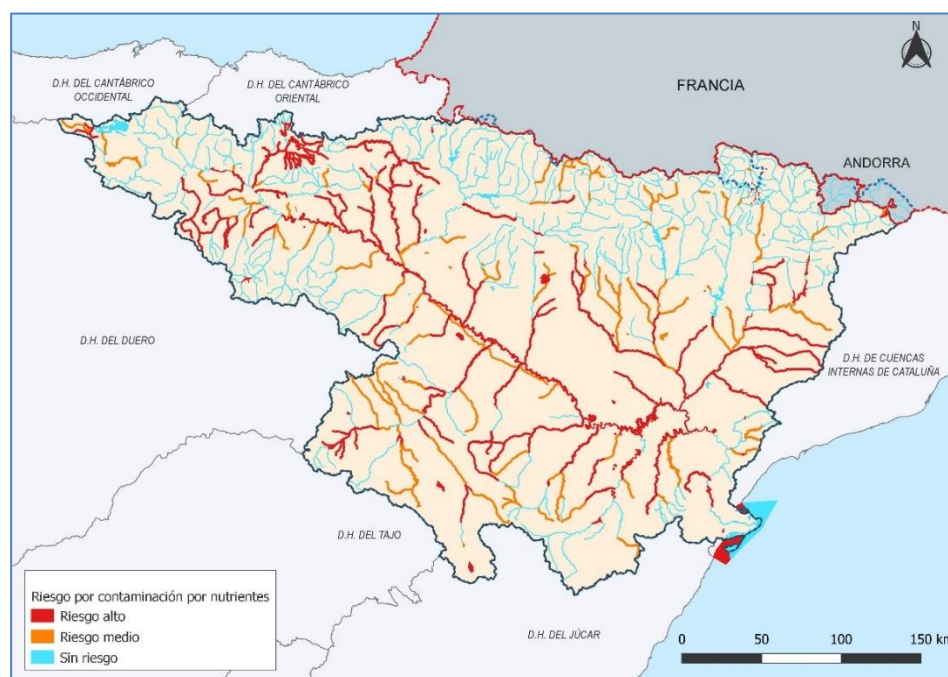 N
D.H. DEL CANTÁBRICO
OCCIDENTAL
D.H. DEL CANTÁBRICO
ORIENTAL
FRANCIA
ANDORRA
D.H. DEL DUERO
D.H. DE CUENCAS
INTERNAS DE CATALUÑA
D.H. DEL TAJO
D.H. DEL JÚCAR
Riesgo por contaminación por nutrientes
Riesgo alto
Riesgo medio
Sin riesgo
0 50 100 150 km